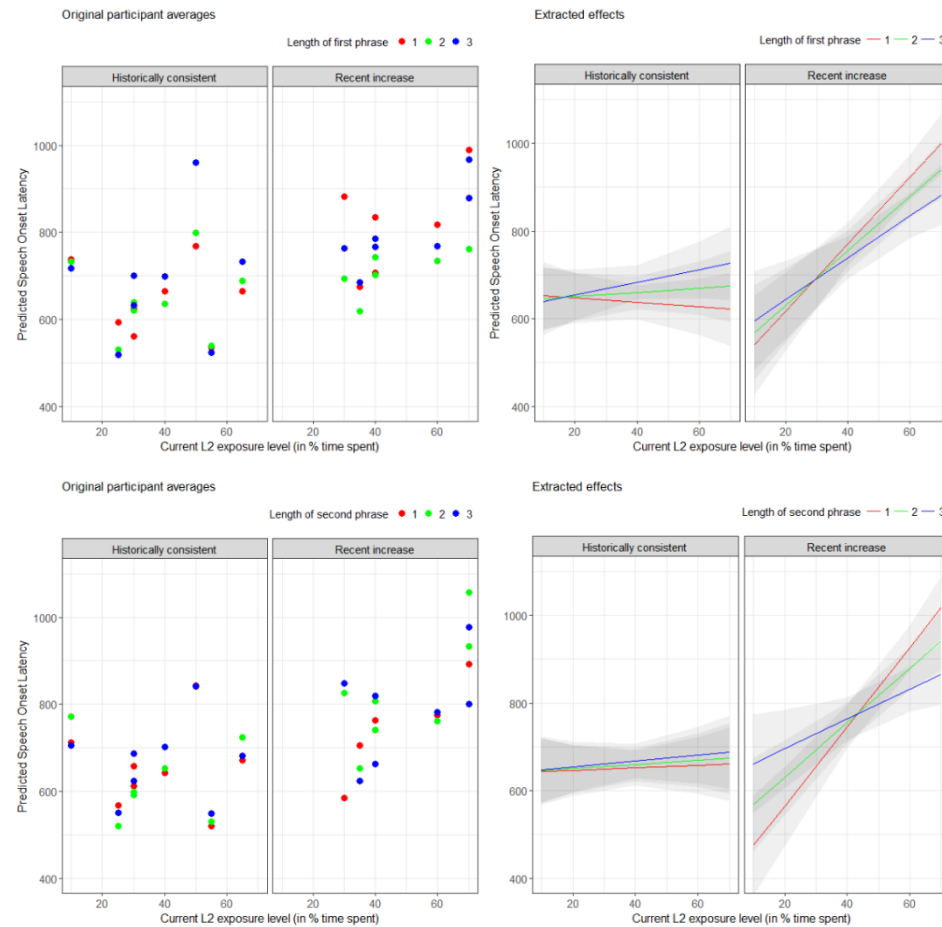 Original participant averages
Length of first phrase 1 2 3
Historically consistent Recent increase
Predicted Speech Onset Latency
1000
800
600
400
20 40 60 20 40 60
Current L2 exposure level (in % time spent)
Extracted effects
Length of first phrase 1 2 3
Historically consistent Recent increase
Predicted Speech Onset Latency
1000
800
600
400
20 40 60 20 40 60
Current L2 exposure level (in % time spent)
Original participant averages
Length of second phrase 1 2 3
Historically consistent Recent increase
Predicted Speech Onset Latency
1000
800
600
400
20 40 60 20 40 60
Current L2 exposure level (in % time spent)
Extracted effects
Length of second phrase 1 2 3
Historically consistent Recent increase
Predicted Speech Onset Latency
1000
800
600
400
20 40 60 20 40 60
Current L2 exposure level (in % time spent)